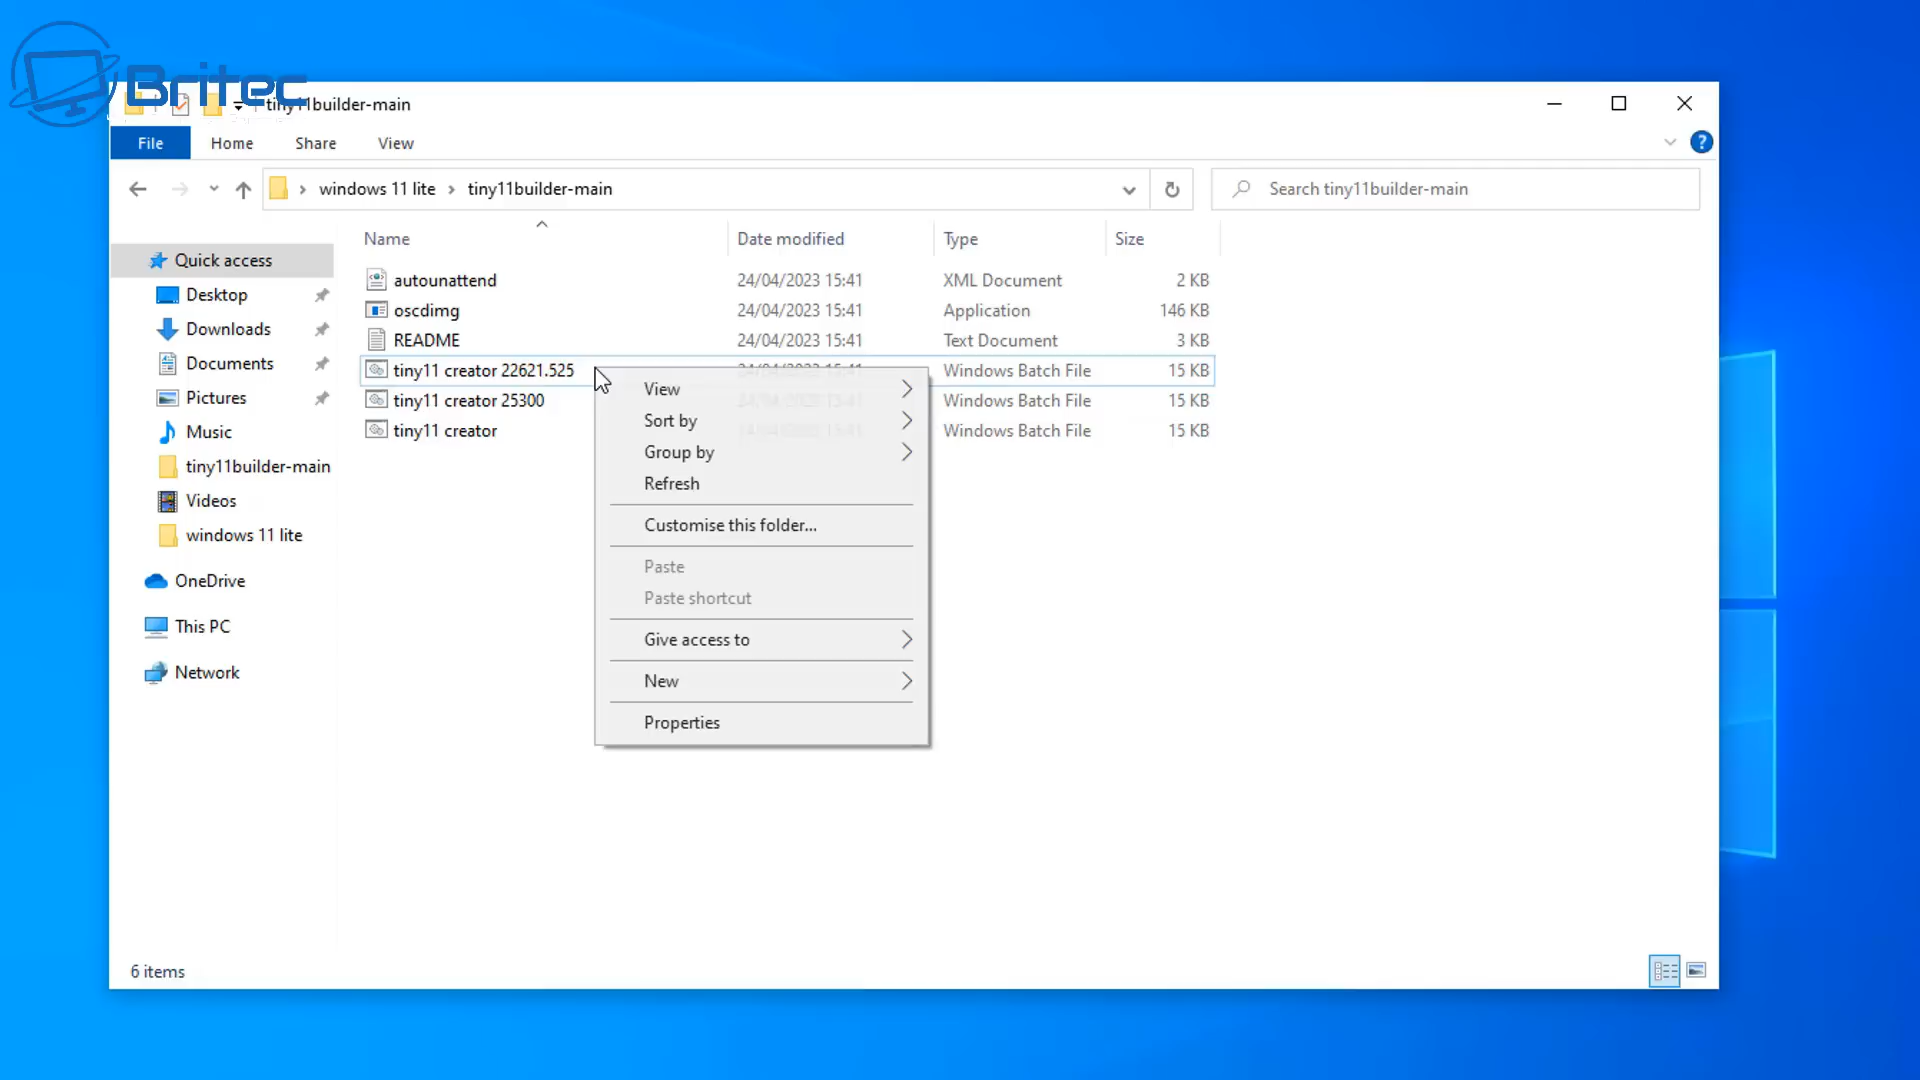 Britec
tiny11builder-main
File Home Share View
windows 11 lite tiny11builder-main Search tiny11builder-main
Name Date modified Type Size
Quick access
Desktop
Downloads
Documents
Pictures
Music
tiny11builder-main
Videos
windows 11 lite
OneDrive
This PC
Network
autounattend 24/04/2023 15:41 XML Document 2 KB
oscdimg 24/04/2023 15:41 Application 146 KB
README 24/04/2023 15:41 Text Document 3 KB
tiny11 creator 22621.525 24/04/2023 15:41 Windows Batch File 15 KB
tiny11 creator 25300 Windows Batch File 15 KB
tiny11 creator Windows Batch File 15 KB
View
Sort by
Group by
Refresh
Customise this folder...
Paste
Paste shortcut
Give access to
New
Properties
6 items